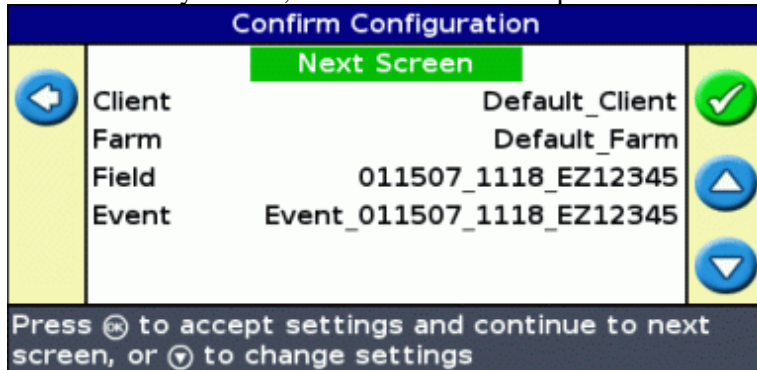 Confirm Configuration
Next Screen
Client Default_Client
Farm Default_Farm
Field 011507_1118_EZ12345
Event Event_011507_1118_EZ12345
Press OK to accept settings and continue to next
screen, or to change settings